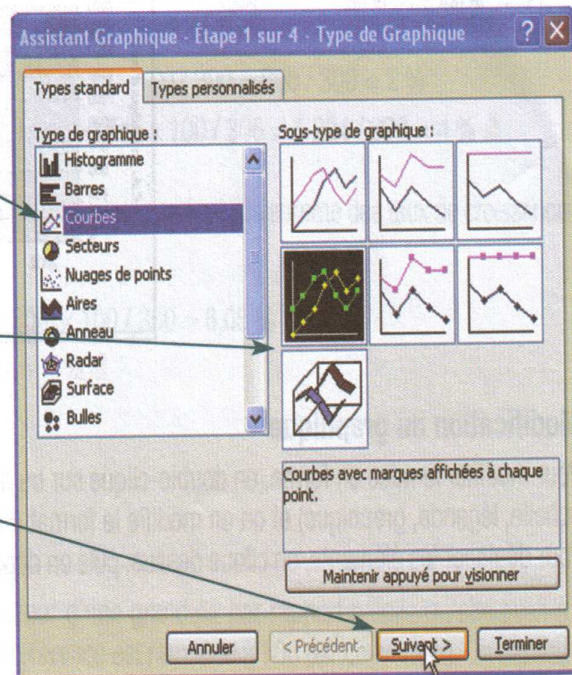 Assistant Graphique - Étape 1 sur 4 - Type de Graphique
Types standard
Types personnalisés
Type de graphique :
Histogramme
Barres
Courbes
Secteurs
Nuages de points
Aires
Anneau
Radar
Surface
Bulles
Sous-type de graphique :
Courbes avec marques affichées à chaque
point.
Maintenir appuyé pour visionner
Annuler
< Précédent
Suivant >
Terminer